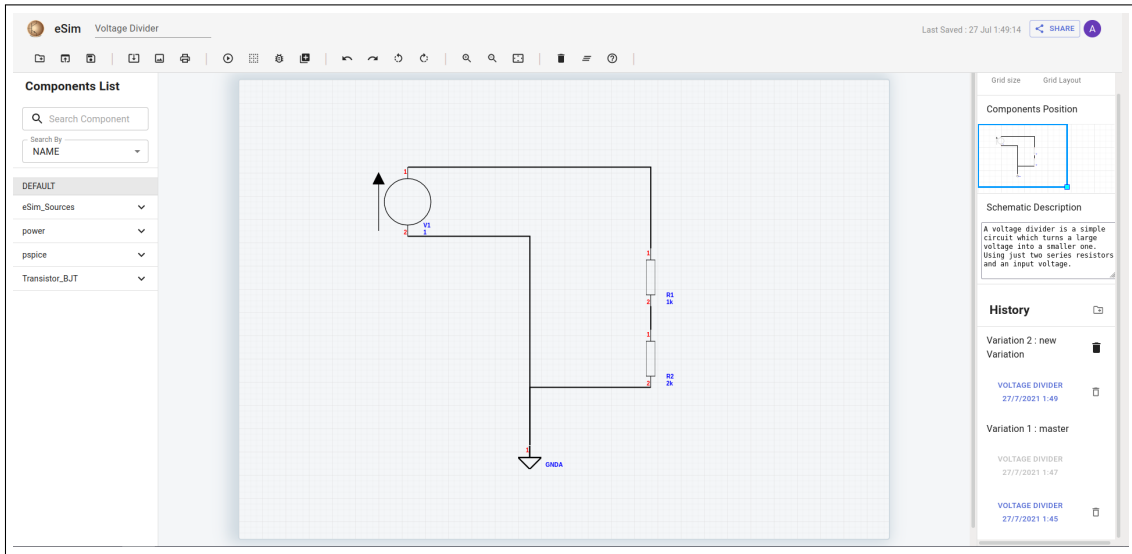 eSim Voltage Divider
Last Saved : 27 Jul 1:49:14 SHARE A
Components List
Search Component
Search By
NAME
DEFAULT
eSim_Sources
power
pspice
Transistor_BJT
1
V1
2 1
1
R1
2 1k
1
R2
2 2k
1
GNDA
Grid size Grid Layout
Components Position
Schematic Description
A voltage divider is a simple
circuit which turns a large
voltage into a smaller one.
Using just two series resistors
and an input voltage.
History
Variation 2 : new
Variation
VOLTAGE DIVIDER
27/7/2021 1:49
Variation 1 : master
VOLTAGE DIVIDER
27/7/2021 1:47
VOLTAGE DIVIDER
27/7/2021 1:45